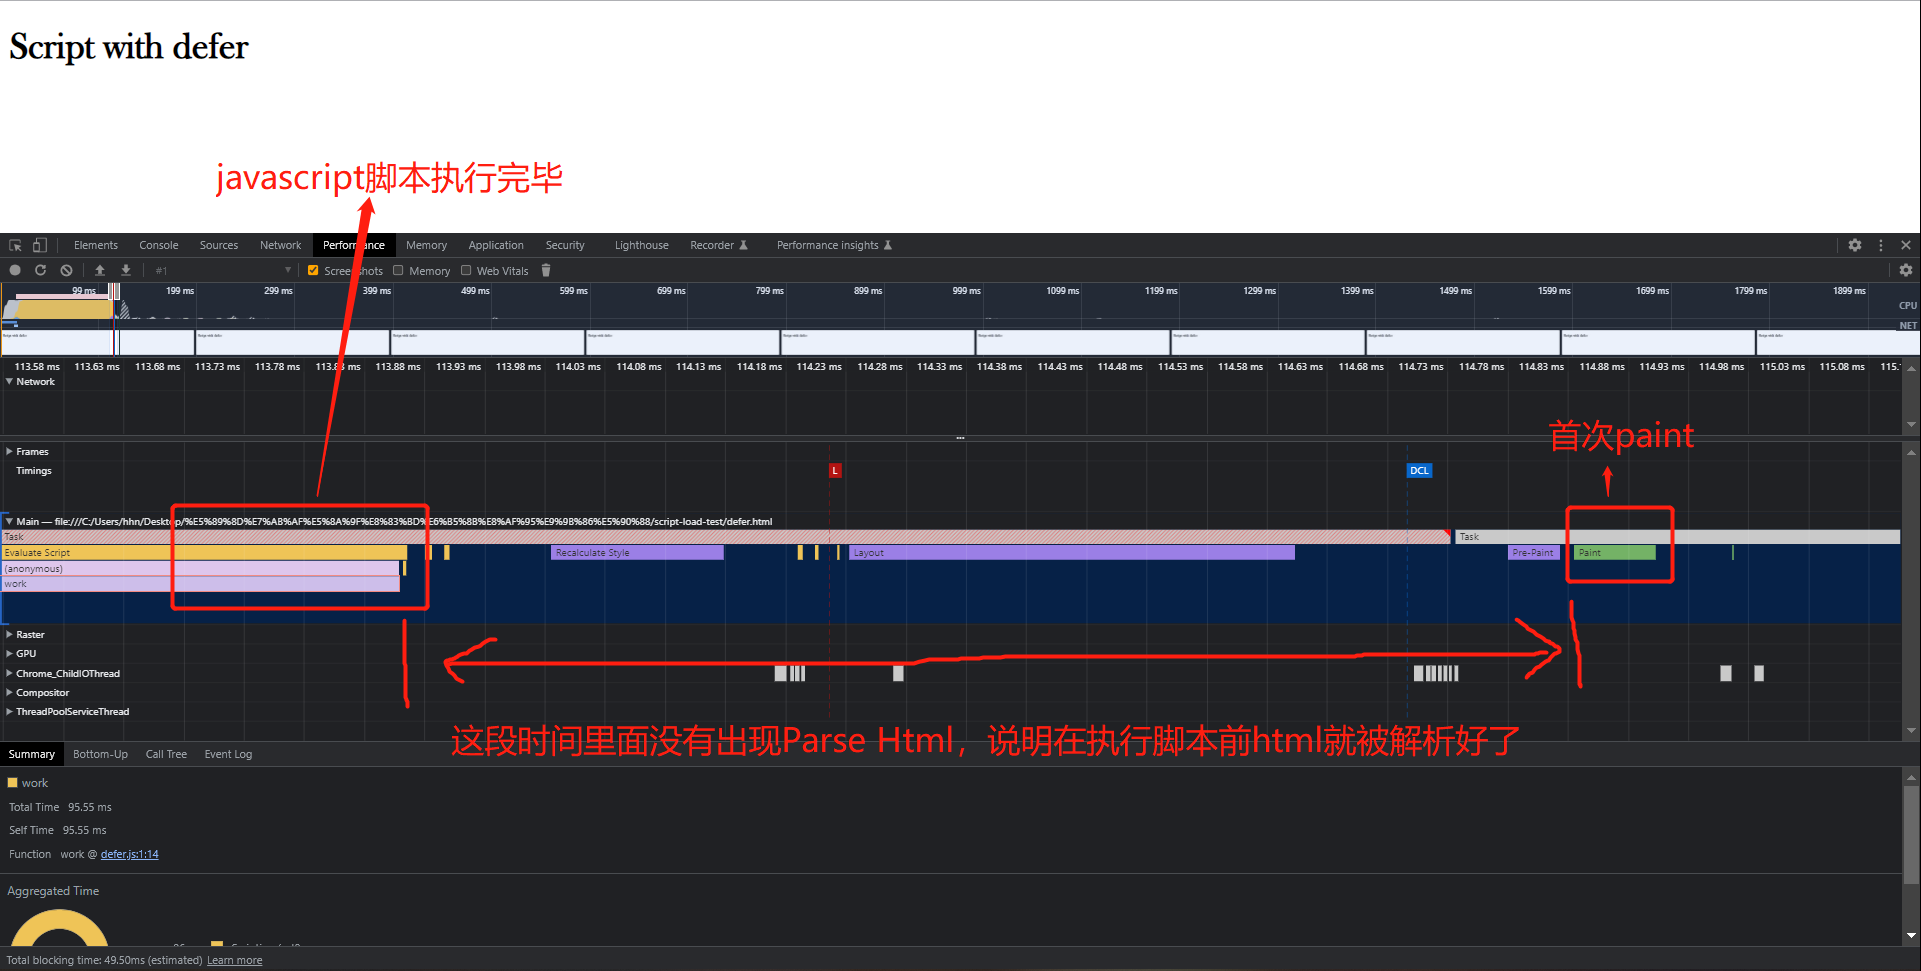 Script with defer
javascript脚本执行完毕
Elements Console Sources Network Performance Memory Application Security Lighthouse Recorder Performance insights
#1 Screenshots Memory Web Vitals
99 ms 199 ms 299 ms 399 ms 499 ms 599 ms 699 ms 799 ms 899 ms 999 ms 1099 ms 1199 ms 1299 ms 1399 ms 1499 ms 1599 ms 1699 ms 1799 ms 1899 ms
CPU
NET
113.58 ms 113.63 ms 113.68 ms 113.73 ms 113.78 ms 113.83 ms 113.88 ms 113.93 ms 113.98 ms 114.03 ms 114.08 ms 114.13 ms 114.18 ms 114.23 ms 114.28 ms 114.33 ms 114.38 ms 114.43 ms 114.48 ms 114.53 ms 114.58 ms 114.63 ms 114.68 ms 114.73 ms 114.78 ms 114.83 ms 114.88 ms 114.93 ms 114.98 ms 115.03 ms 115.08 ms 115.
Network
首次paint
Frames
Timings L DCL
Main — file:///C:/Users/hhn/Desktop/%E5%89%8D%E7%AB%AF%E5%8A%9F%E8%83%BD%E6%B5%8B%E8%AF%95%E9%9B%86%E5%90%88/script-load-test/defer.html
Task Task
Evaluate Script Recalculate Style Layout Pre-Paint Paint
(anonymous)
work
Raster
GPU
Chrome_ChildIOThread
Compositor
ThreadPoolServiceThread
这段时间里面没有出现Parse Html，说明在执行脚本前html就被解析好了
Summary Bottom-Up Call Tree Event Log
work
Total Time 95.55 ms
Self Time 95.55 ms
Function work @ defer.js:1:14
Aggregated Time
Total blocking time: 49.50ms (estimated) Learn more